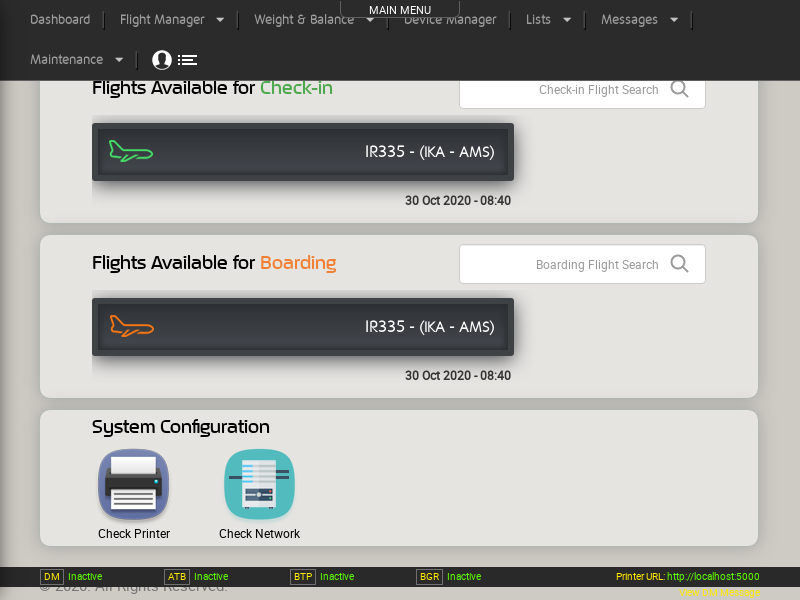 MAIN MENU
Dashboard Flight Manager Weight & Balance Device Manager Lists Messages
Maintenance
Flights Available for Check-in
Check-in Flight Search
IR335 - (IKA - AMS)
30 Oct 2020 - 08:40
Flights Available for Boarding
Boarding Flight Search
IR335 - (IKA - AMS)
30 Oct 2020 - 08:40
System Configuration
Check Printer Check Network
DM Inactive ATB Inactive BTP Inactive BGR Inactive Printer URL: http://localhost:5000
© 2020. All Rights Reserved.